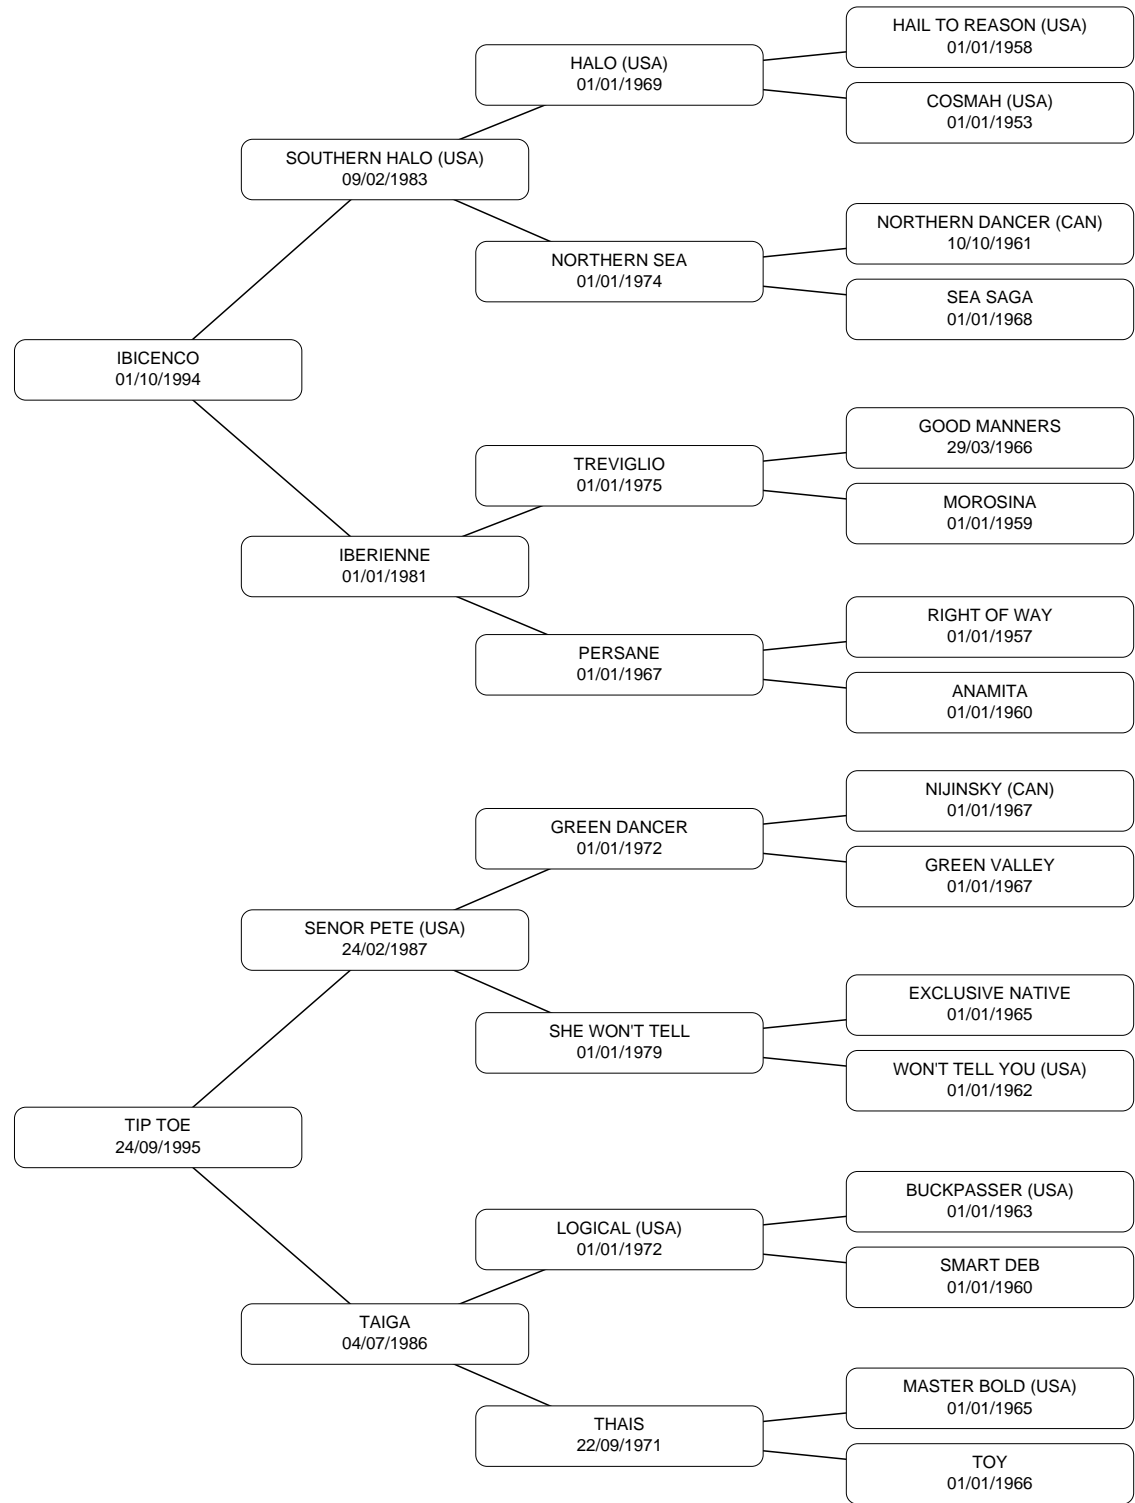 HAIL TO REASON (USA)
01/01/1958
HALO (USA)
01/01/1969
COSMAH (USA)
01/01/1953
SOUTHERN HALO (USA)
09/02/1983
NORTHERN DANCER (CAN)
10/10/1961
NORTHERN SEA
01/01/1974
SEA SAGA
01/01/1968
IBICENCO
01/10/1994
GOOD MANNERS
29/03/1966
TREVIGLIO
01/01/1975
MOROSINA
01/01/1959
IBERIENNE
01/01/1981
RIGHT OF WAY
01/01/1957
PERSANE
01/01/1967
ANAMITA
01/01/1960
NIJINSKY (CAN)
01/01/1967
GREEN DANCER
01/01/1972
GREEN VALLEY
01/01/1967
SENOR PETE (USA)
24/02/1987
EXCLUSIVE NATIVE
01/01/1965
SHE WON'T TELL
01/01/1979
WON'T TELL YOU (USA)
01/01/1962
TIP TOE
24/09/1995
BUCKPASSER (USA)
01/01/1963
LOGICAL (USA)
01/01/1972
SMART DEB
01/01/1960
TAIGA
04/07/1986
MASTER BOLD (USA)
01/01/1965
THAIS
22/09/1971
TOY
01/01/1966